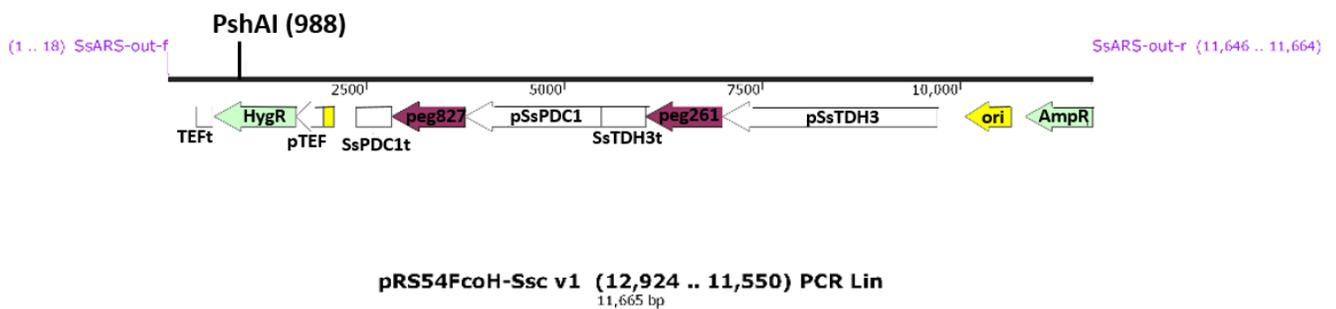 PshAI (988)
(1 .. 18) SsARS-out-f
SsARS-out-r (11,646 .. 11,664)
2500 5000 7500 10,000
HygR peg827 pSsPDC1 peg261 pSsTDH3 ori AmpR
TEFt pTEF SsPDC1t SsTDH3t
pRS54FcoH-Ssc v1 (12,924 .. 11,550) PCR Lin
11,665 bp